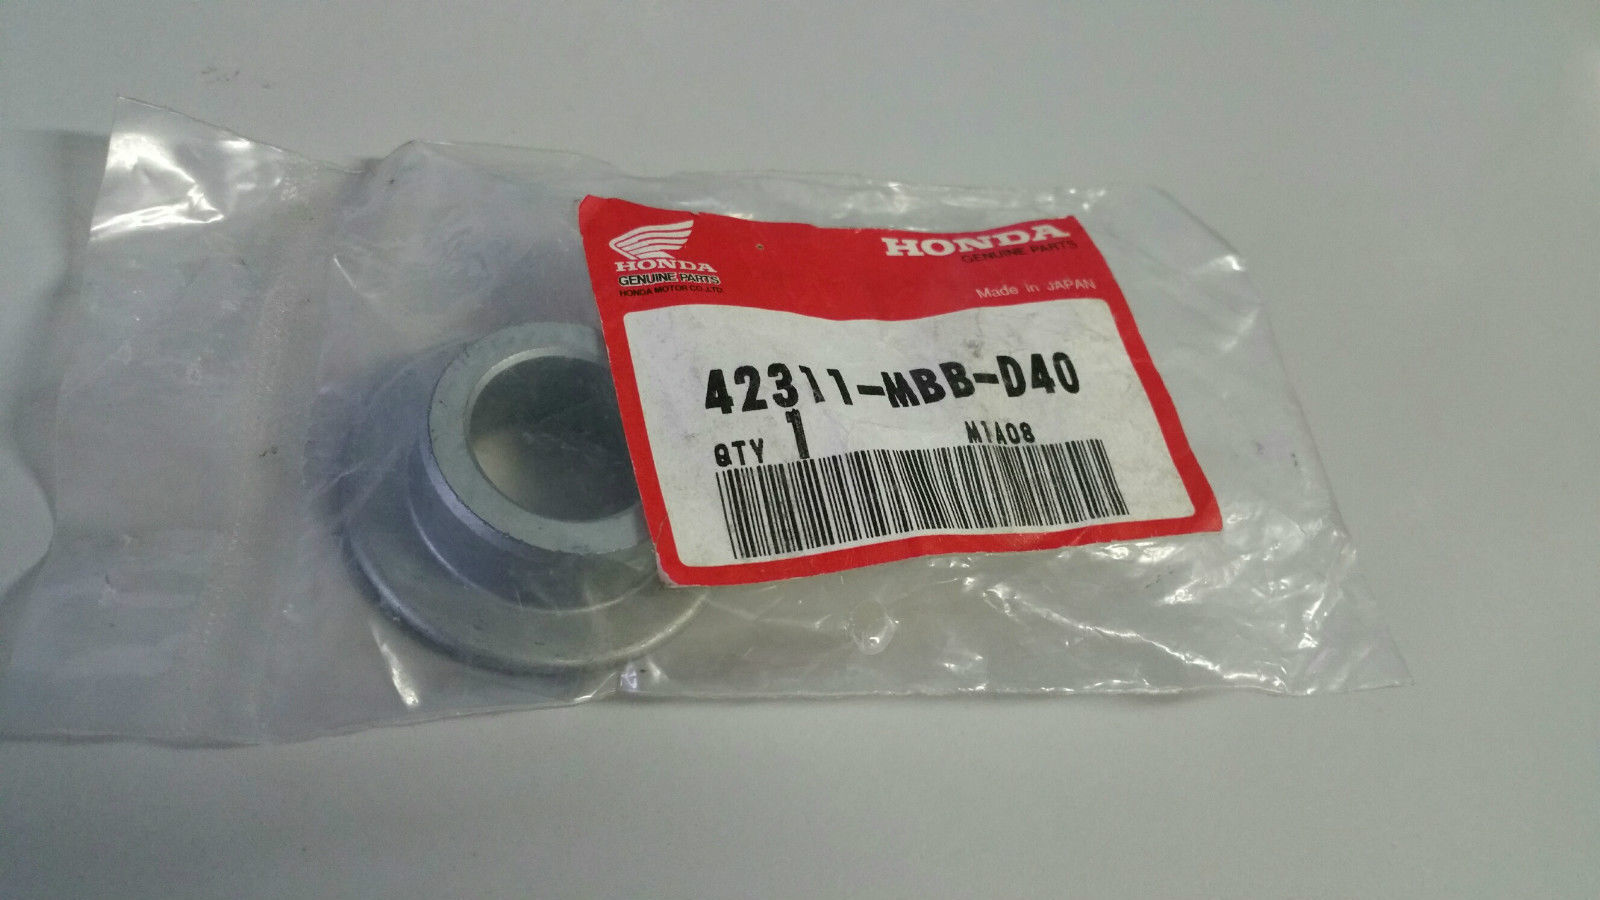 HONDA
GENUINE PARTS
HONDA MOTOR CO.,LTD.
HONDA
GENUINE PARTS
Made in JAPAN
42311-MBB-D40
QTY 1 M1A08